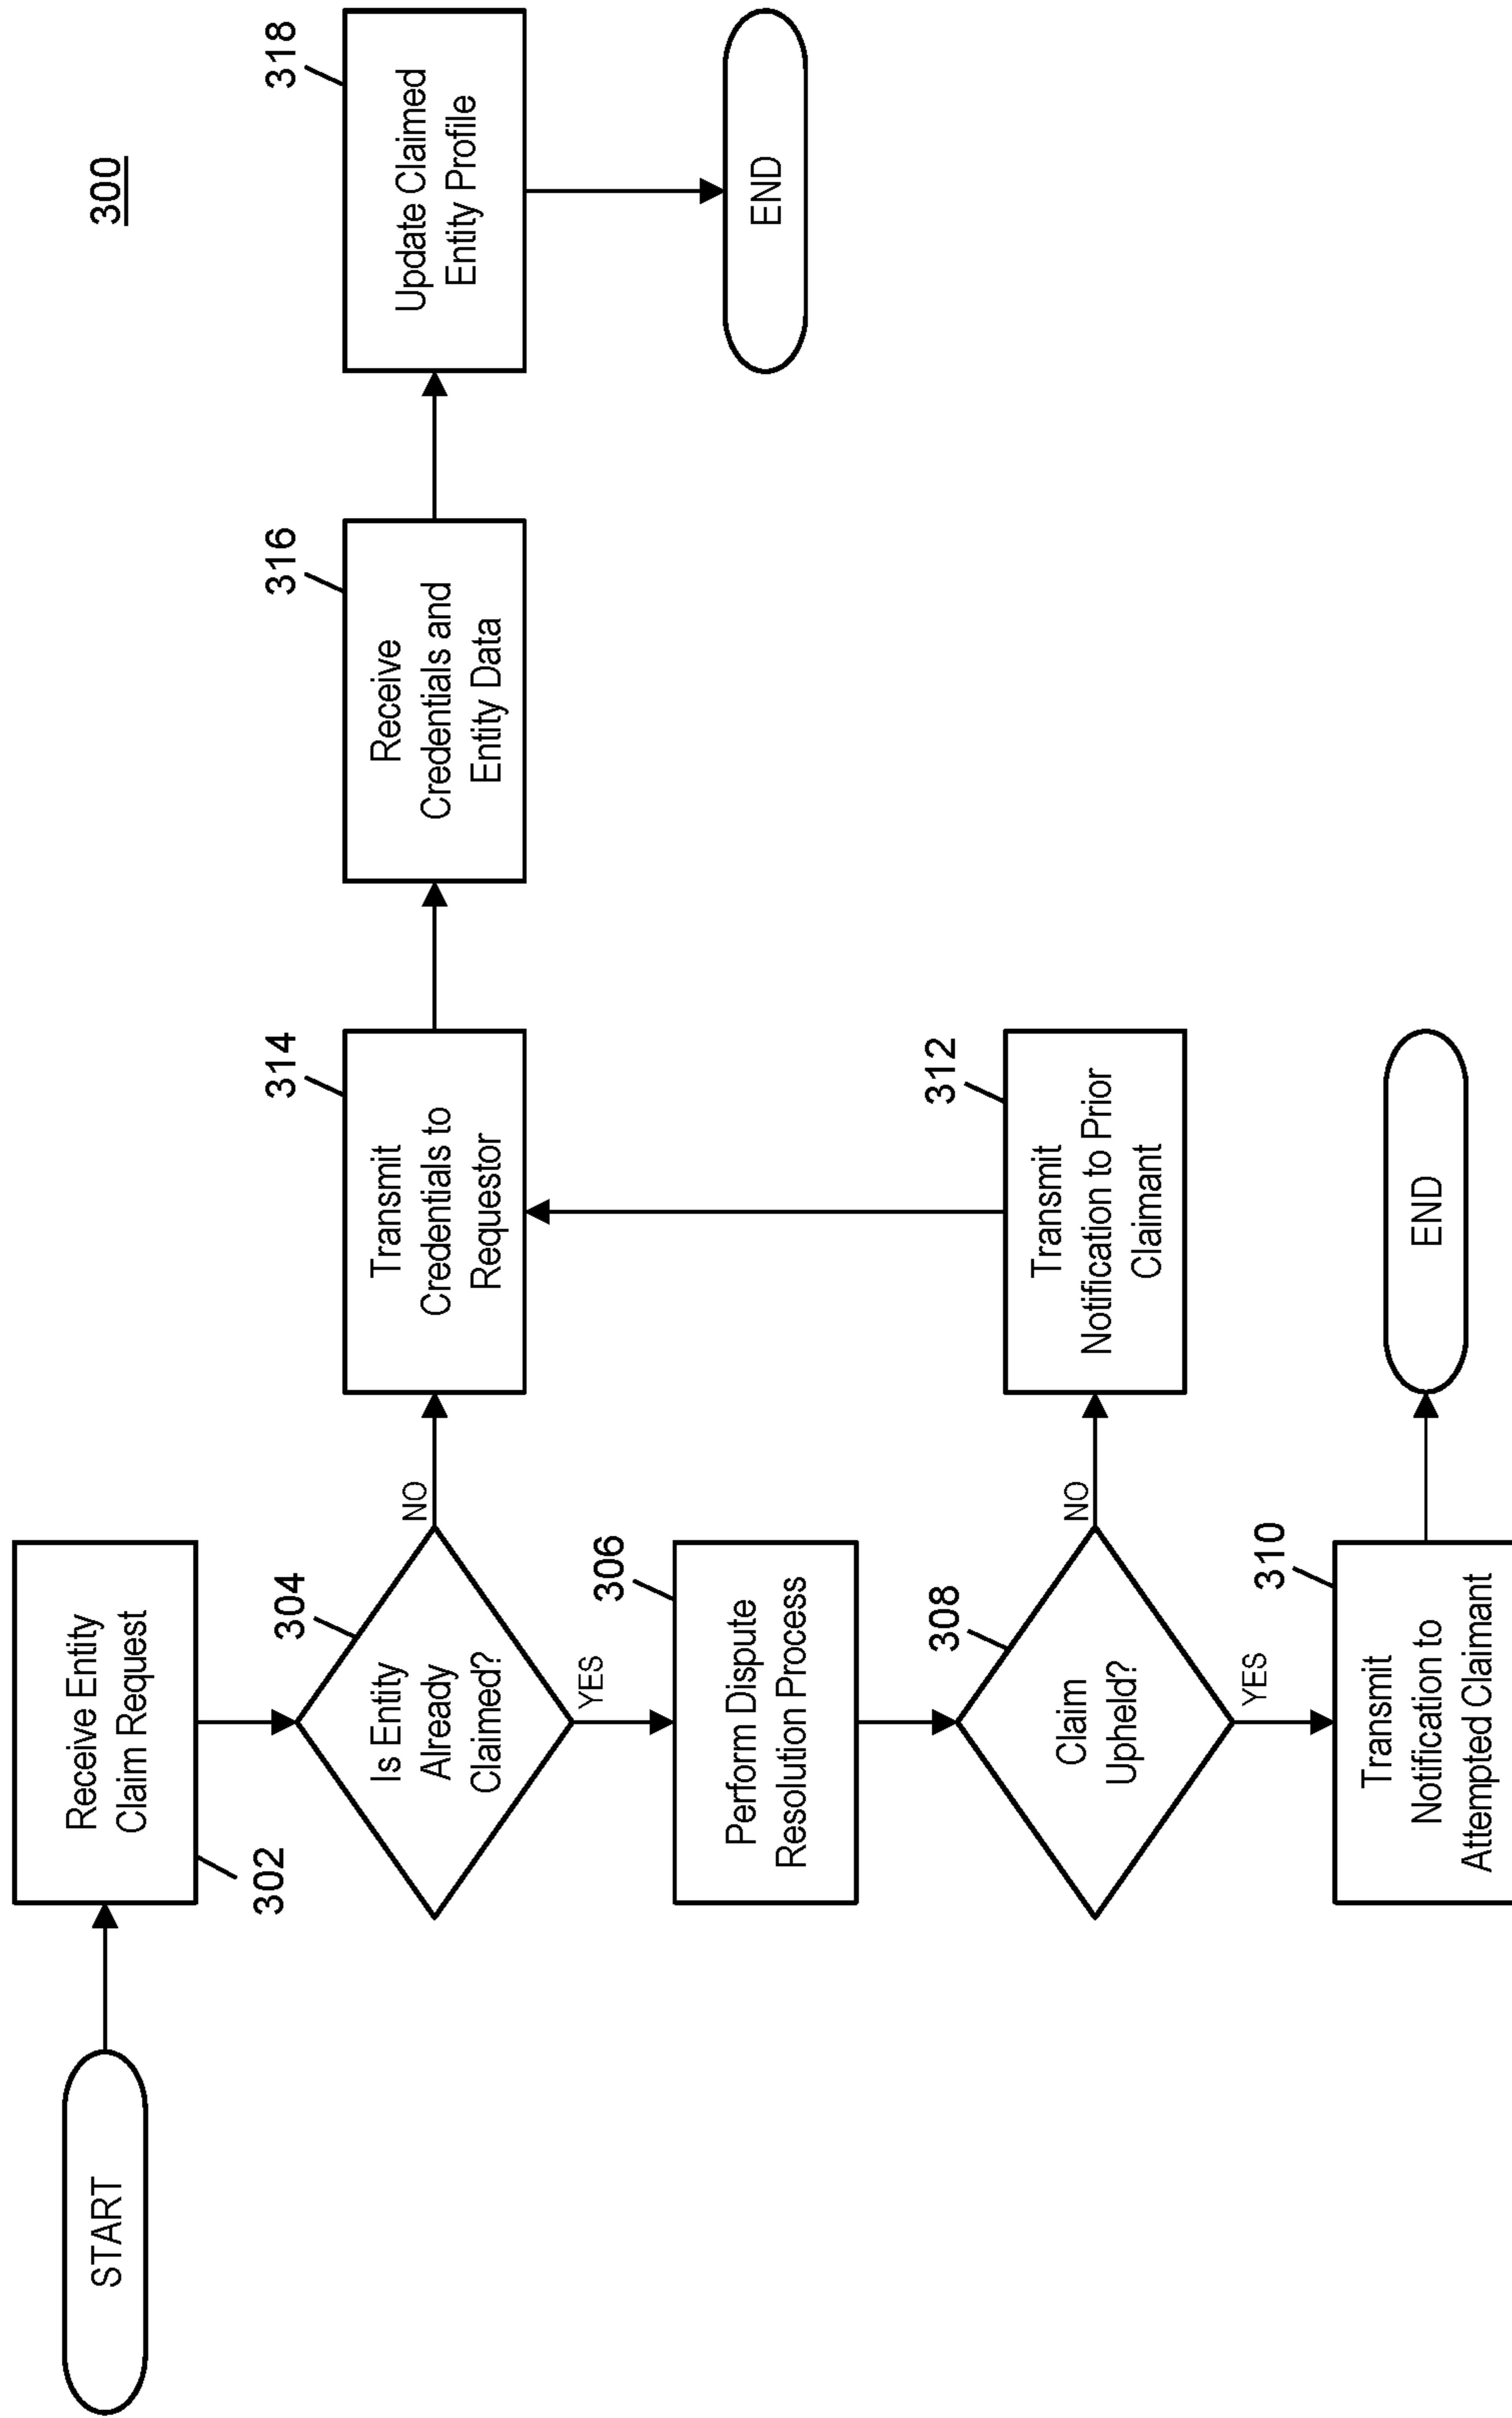 300
START
Receive Entity
Claim Request
302
Is Entity
Already
Claimed?
304
NO
YES
Transmit
Credentials to
Requestor
314
Receive
Credentials and
Entity Data
316
Update Claimed
Entity Profile
318
END
Perform Dispute
Resolution Process
306
Claim
Upheld?
308
NO
YES
Transmit
Notification to Prior
Claimant
312
Transmit
Notification to
Attempted Claimant
310
END